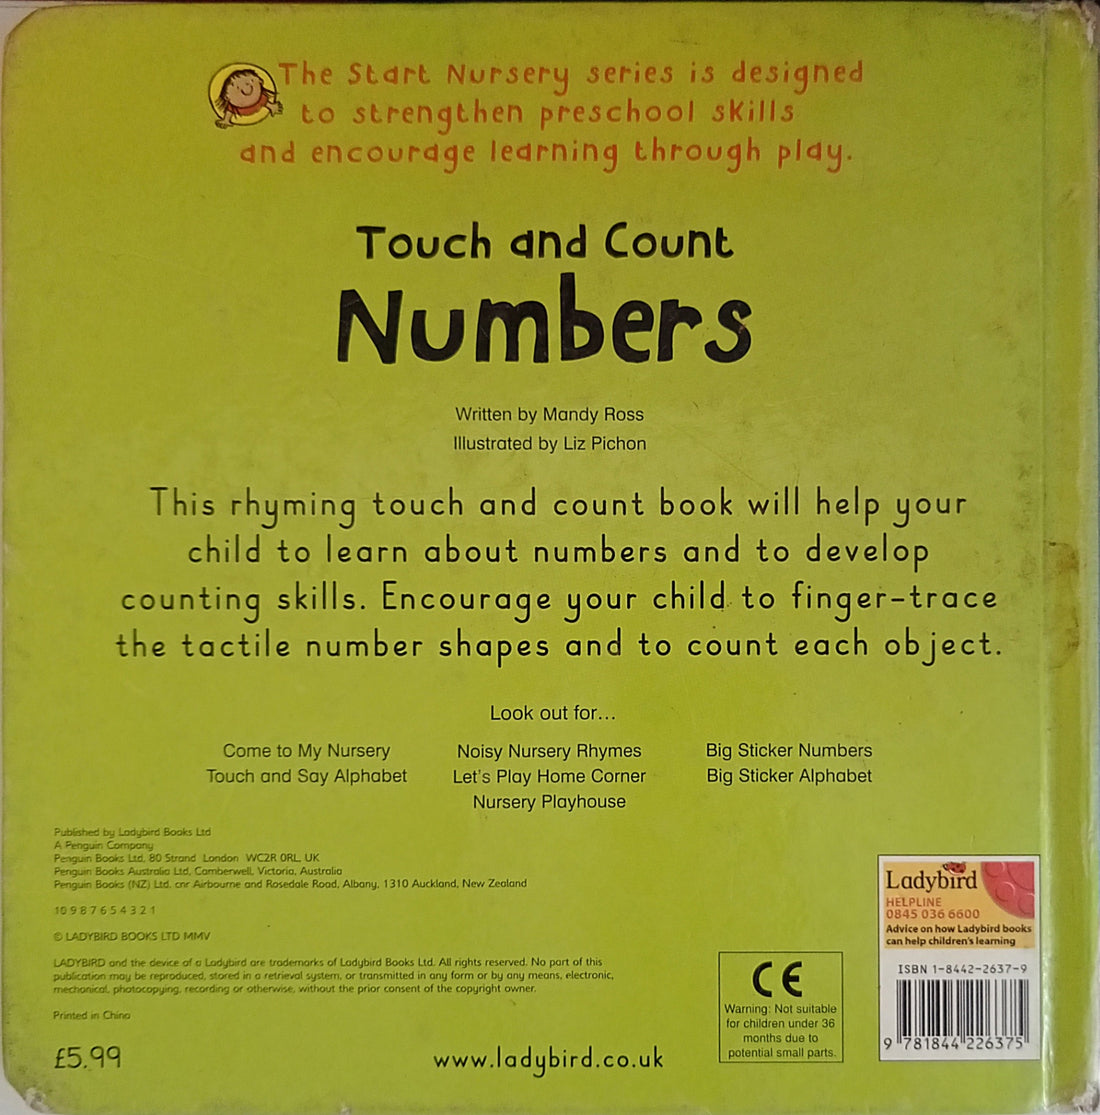 The Start Nursery series is designed
to strengthen preschool skills
and encourage learning through play.
Touch and Count
Numbers
Written by Mandy Ross
Illustrated by Liz Pichon
This rhyming touch and count book will help your
child to learn about numbers and to develop
counting skills. Encourage your child to finger-trace
the tactile number shapes and to count each object.
Look out for...
Come to My Nursery
Touch and Say Alphabet
Noisy Nursery Rhymes
Let's Play Home Corner
Nursery Playhouse
Big Sticker Numbers
Big Sticker Alphabet
Published by Ladybird Books Ltd
A Penguin Company
Penguin Books Ltd, 80 Strand London WC2R 0RL, UK
Penguin Books Australia Ltd, Camberwell, Victoria, Australia
Penguin Books (NZ) Ltd, cnr Airbourne and Rosedale Road, Albany, 1310 Auckland, New Zealand
10 9 8 7 6 5 4 3 2 1
© LADYBIRD BOOKS LTD MMV
LADYBIRD and the device of a Ladybird are trademarks of Ladybird Books Ltd. All rights reserved. No part of this
publication may be reproduced, stored in a retrieval system, or transmitted in any form or by any means, electronic,
mechanical, photocopying, recording or otherwise, without the prior consent of the copyright owner.
Printed in China
£5.99
www.ladybird.co.uk
CE
Warning: Not suitable
for children under 36
months due to
potential small parts.
Ladybird
HELPLINE
0845 036 6600
Advice on how Ladybird books
can help children's learning
ISBN 1-8442-2637-9
9 781844 226375